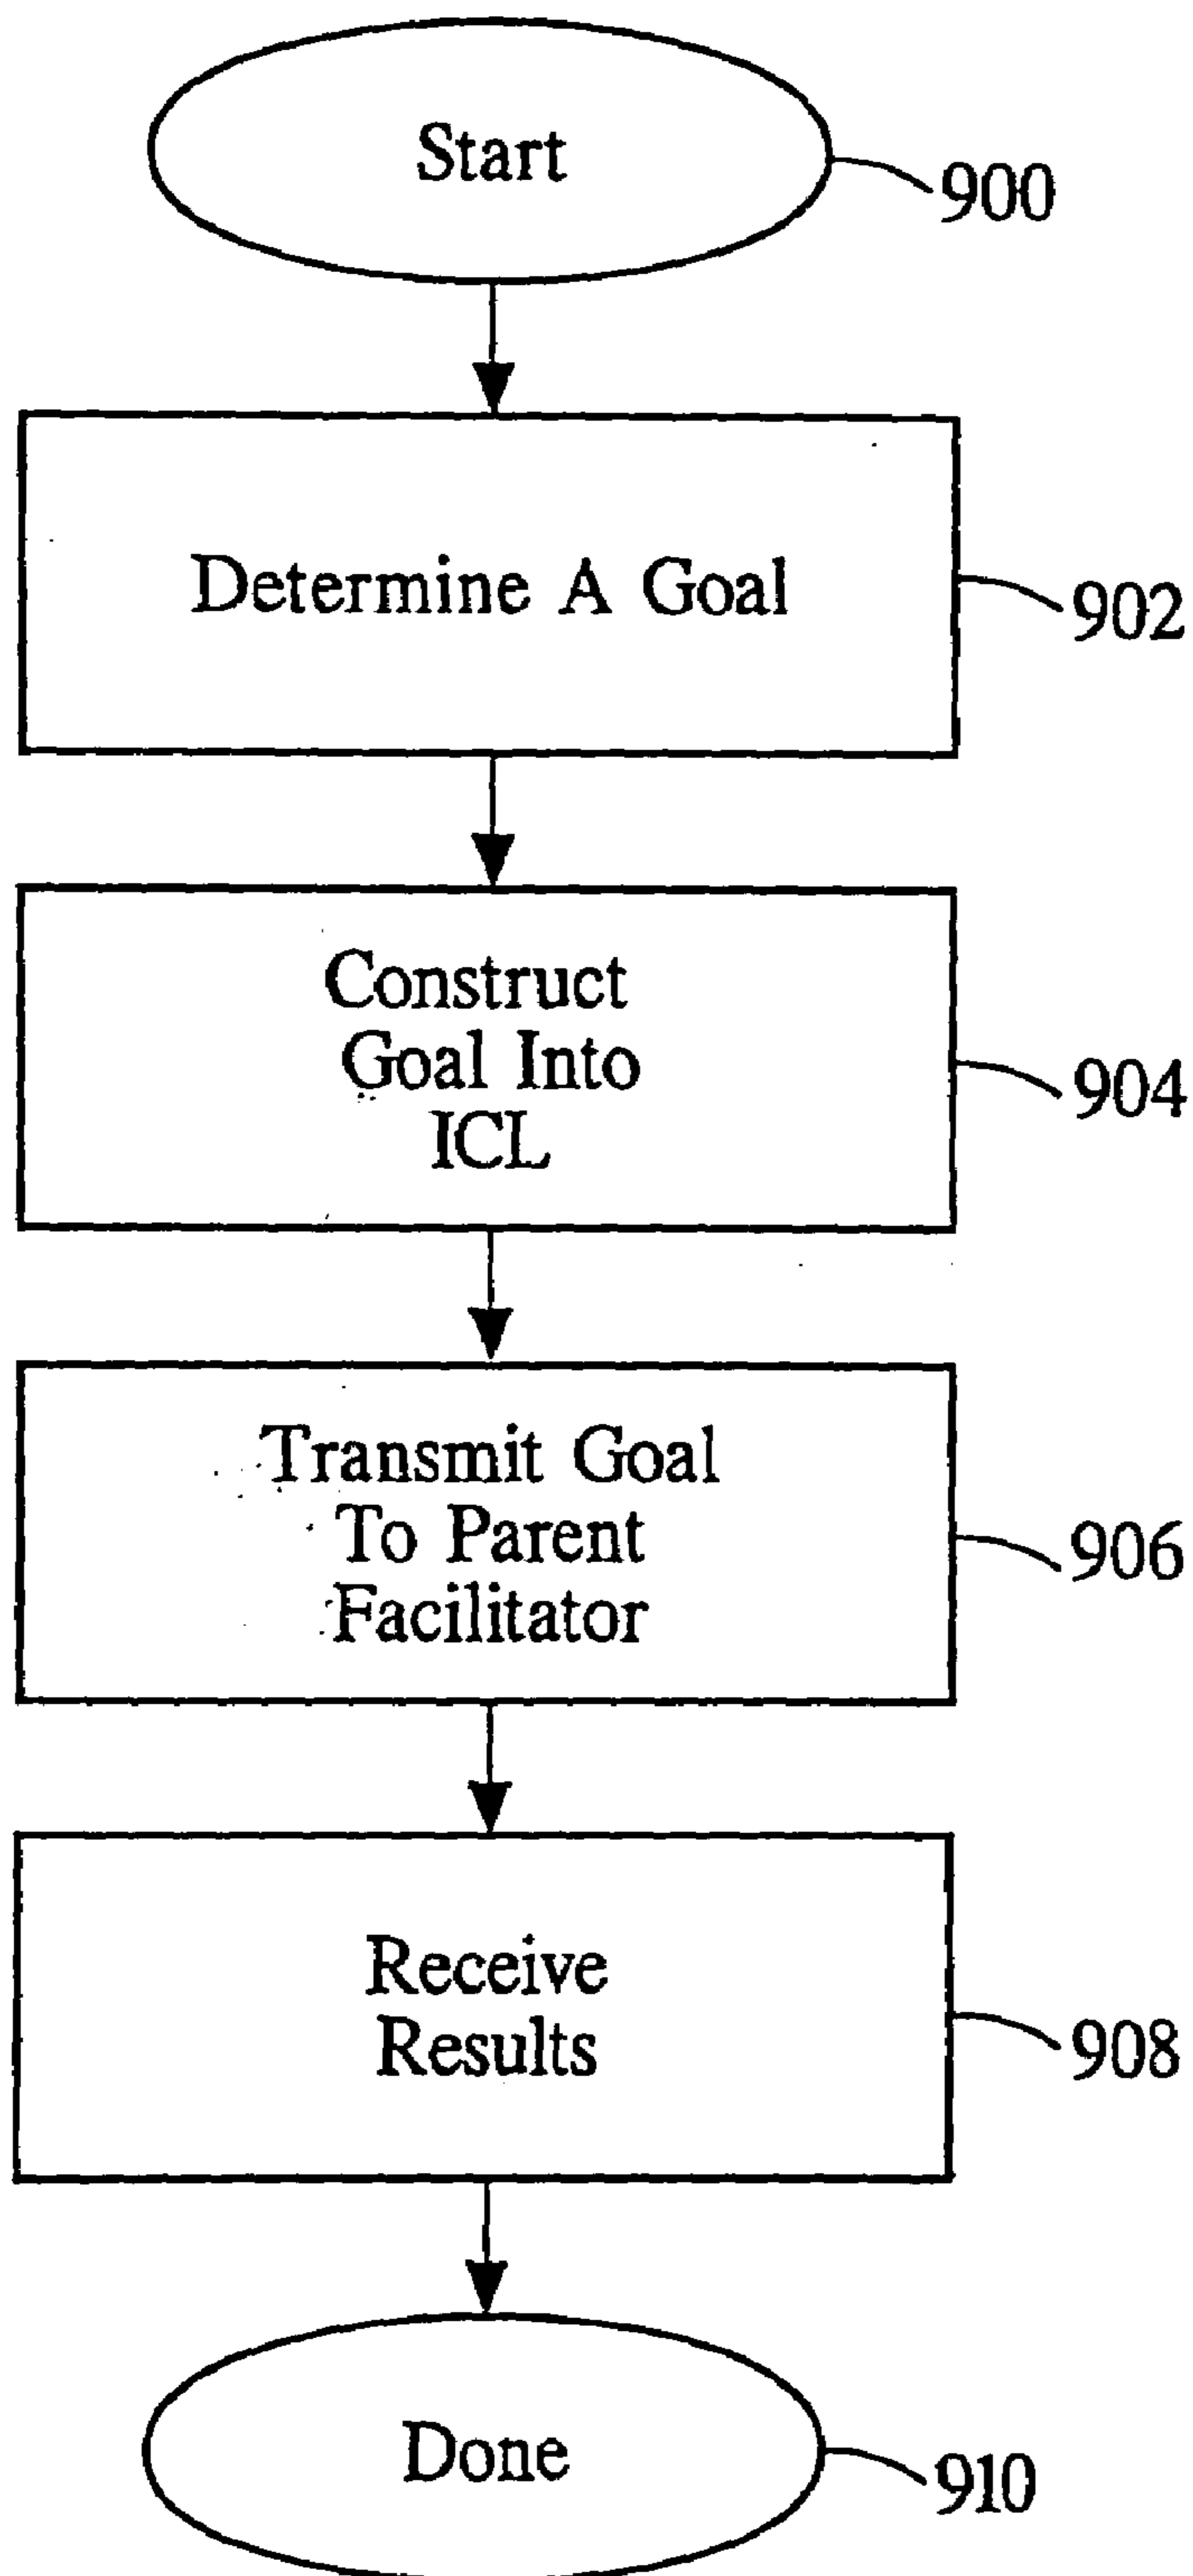 Start
900
Determine A Goal
902
Construct
Goal Into
ICL
904
Transmit Goal
To Parent
Facilitator
906
Receive
Results
908
Done
910